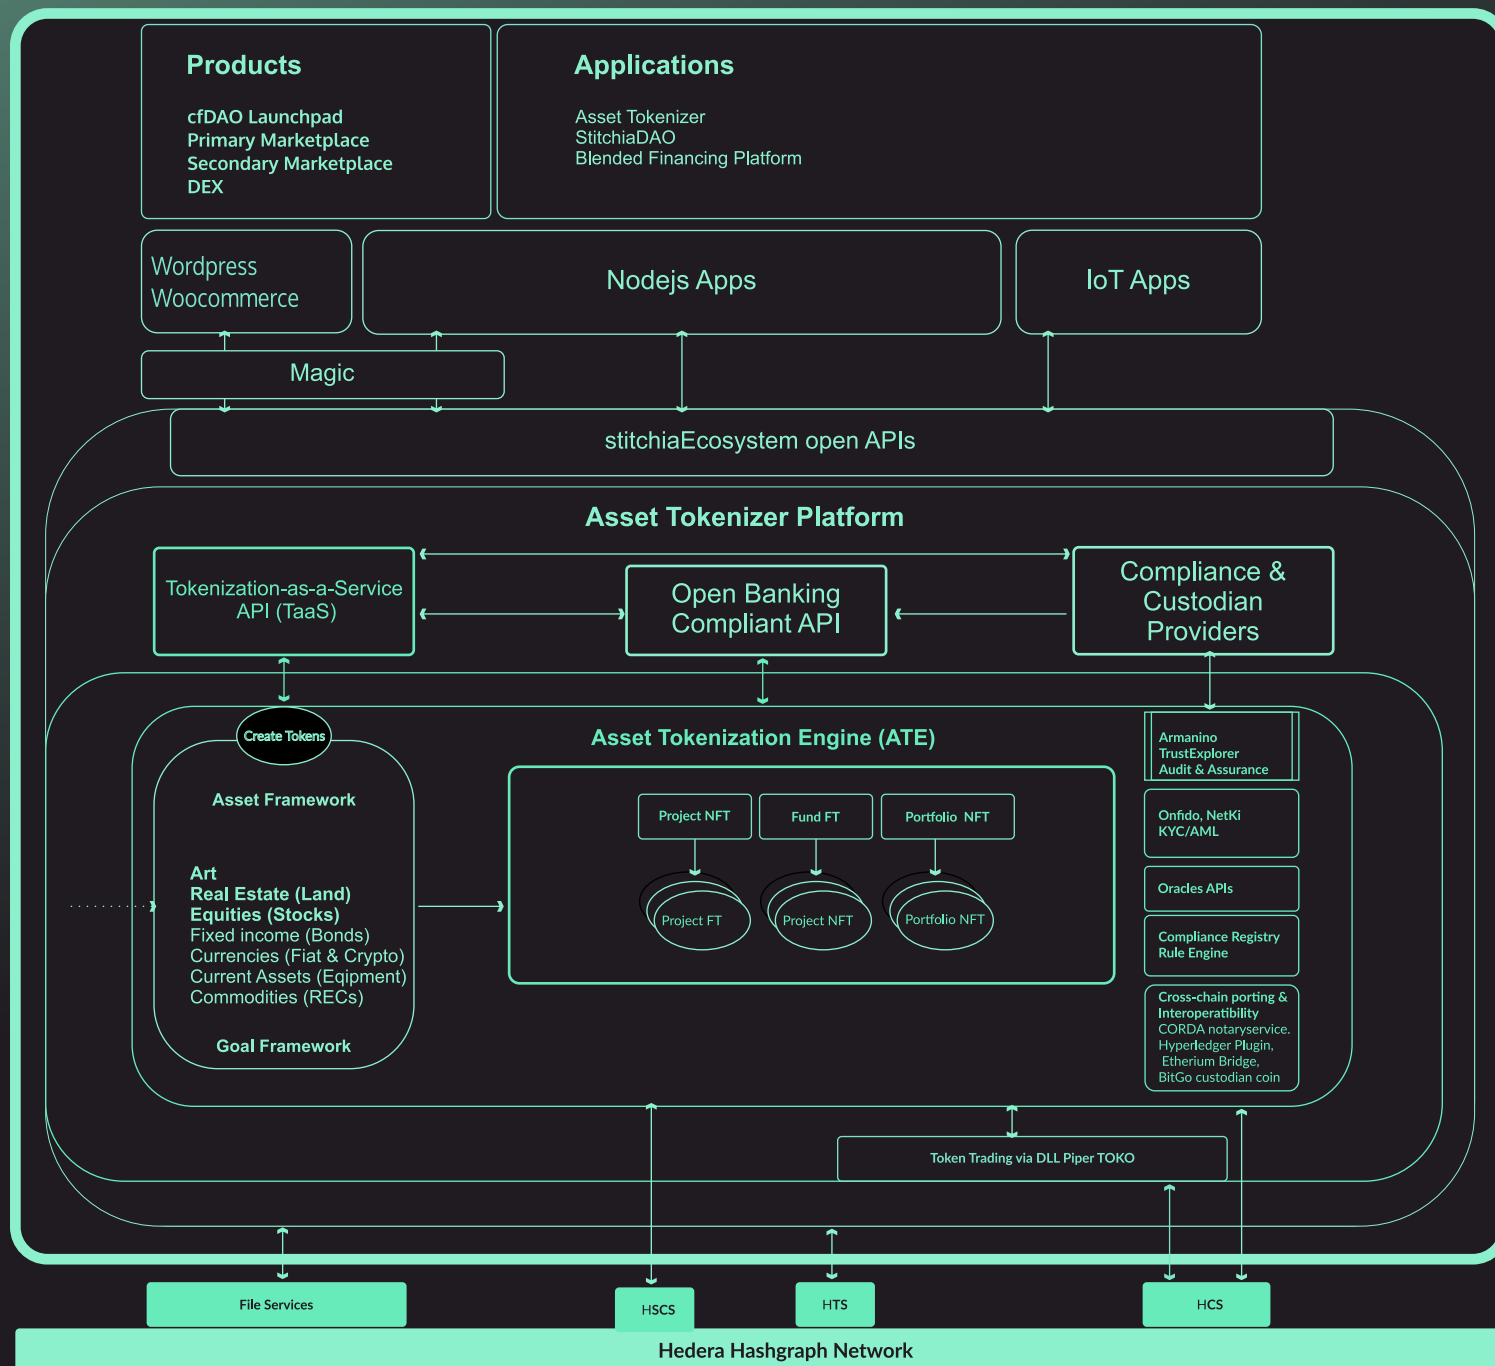 Products
cfDAO Launchpad
Primary Marketplace
Secondary Marketplace
DEX
Applications
Asset Tokenizer
StitchiaDAO
Blended Financing Platform
Wordpress
Woocommerce
Nodejs Apps
IoT Apps
Magic
stitchiaEcosystem open APIs
Asset Tokenizer Platform
Tokenization-as-a-Service
API (TaaS)
Open Banking
Compliant API
Compliance &
Custodian
Providers
Create Tokens
Asset Framework
Art
Real Estate (Land)
Equities (Stocks)
Fixed income (Bonds)
Currencies (Fiat & Crypto)
Current Assets (Eqipment)
Commodities (RECs)
Goal Framework
Asset Tokenization Engine (ATE)
Project NFT
Fund FT
Portfolio NFT
Project FT
Project NFT
Portfolio NFT
Armanino
TrustExplorer
Audit & Assurance
Onfido, NetKi
KYC/AML
Oracles APIs
Compliance Registry
Rule Engine
Cross-chain porting &
Interoperatibility
CORDA notaryservice.
Hyperledger Plugin,
Etherium Bridge,
BitGo custodian coin
Token Trading via DLL Piper TOKO
File Services
HSCS
HTS
HCS
Hedera Hashgraph Network